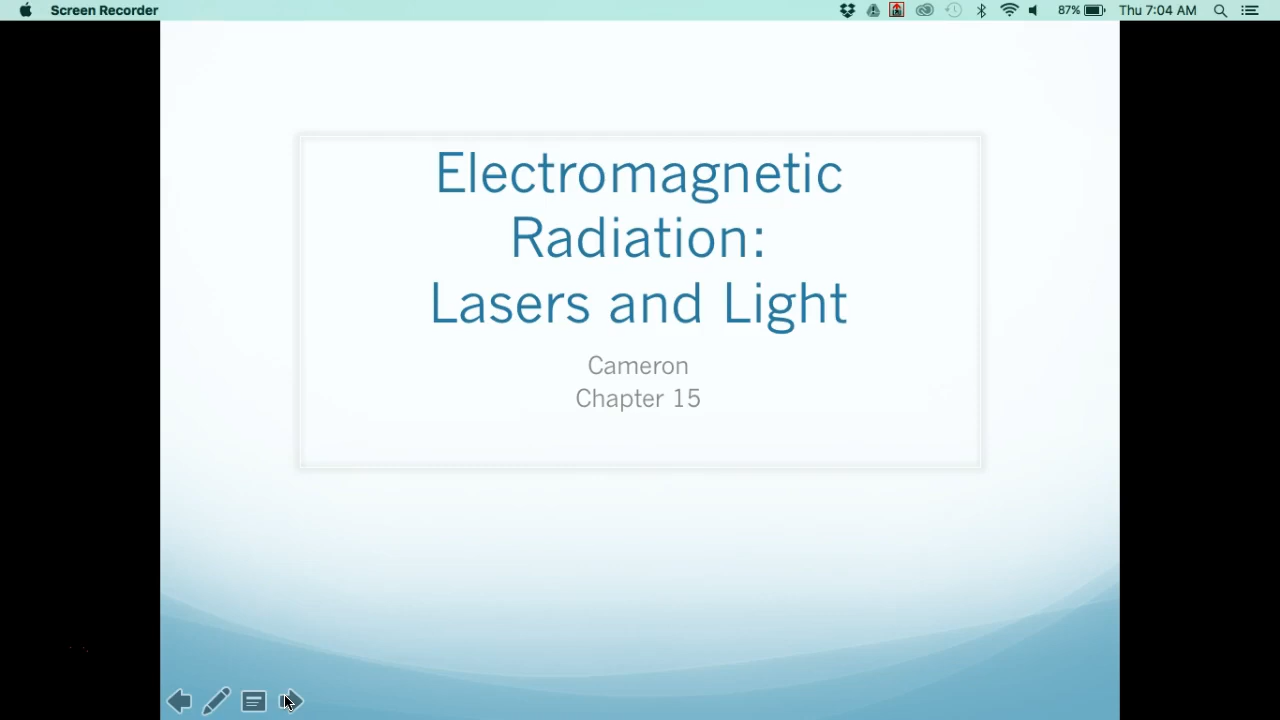 Screen Recorder
87%
Thu 7:04 AM
Electromagnetic
Radiation:
Lasers and Light
Cameron
Chapter 15